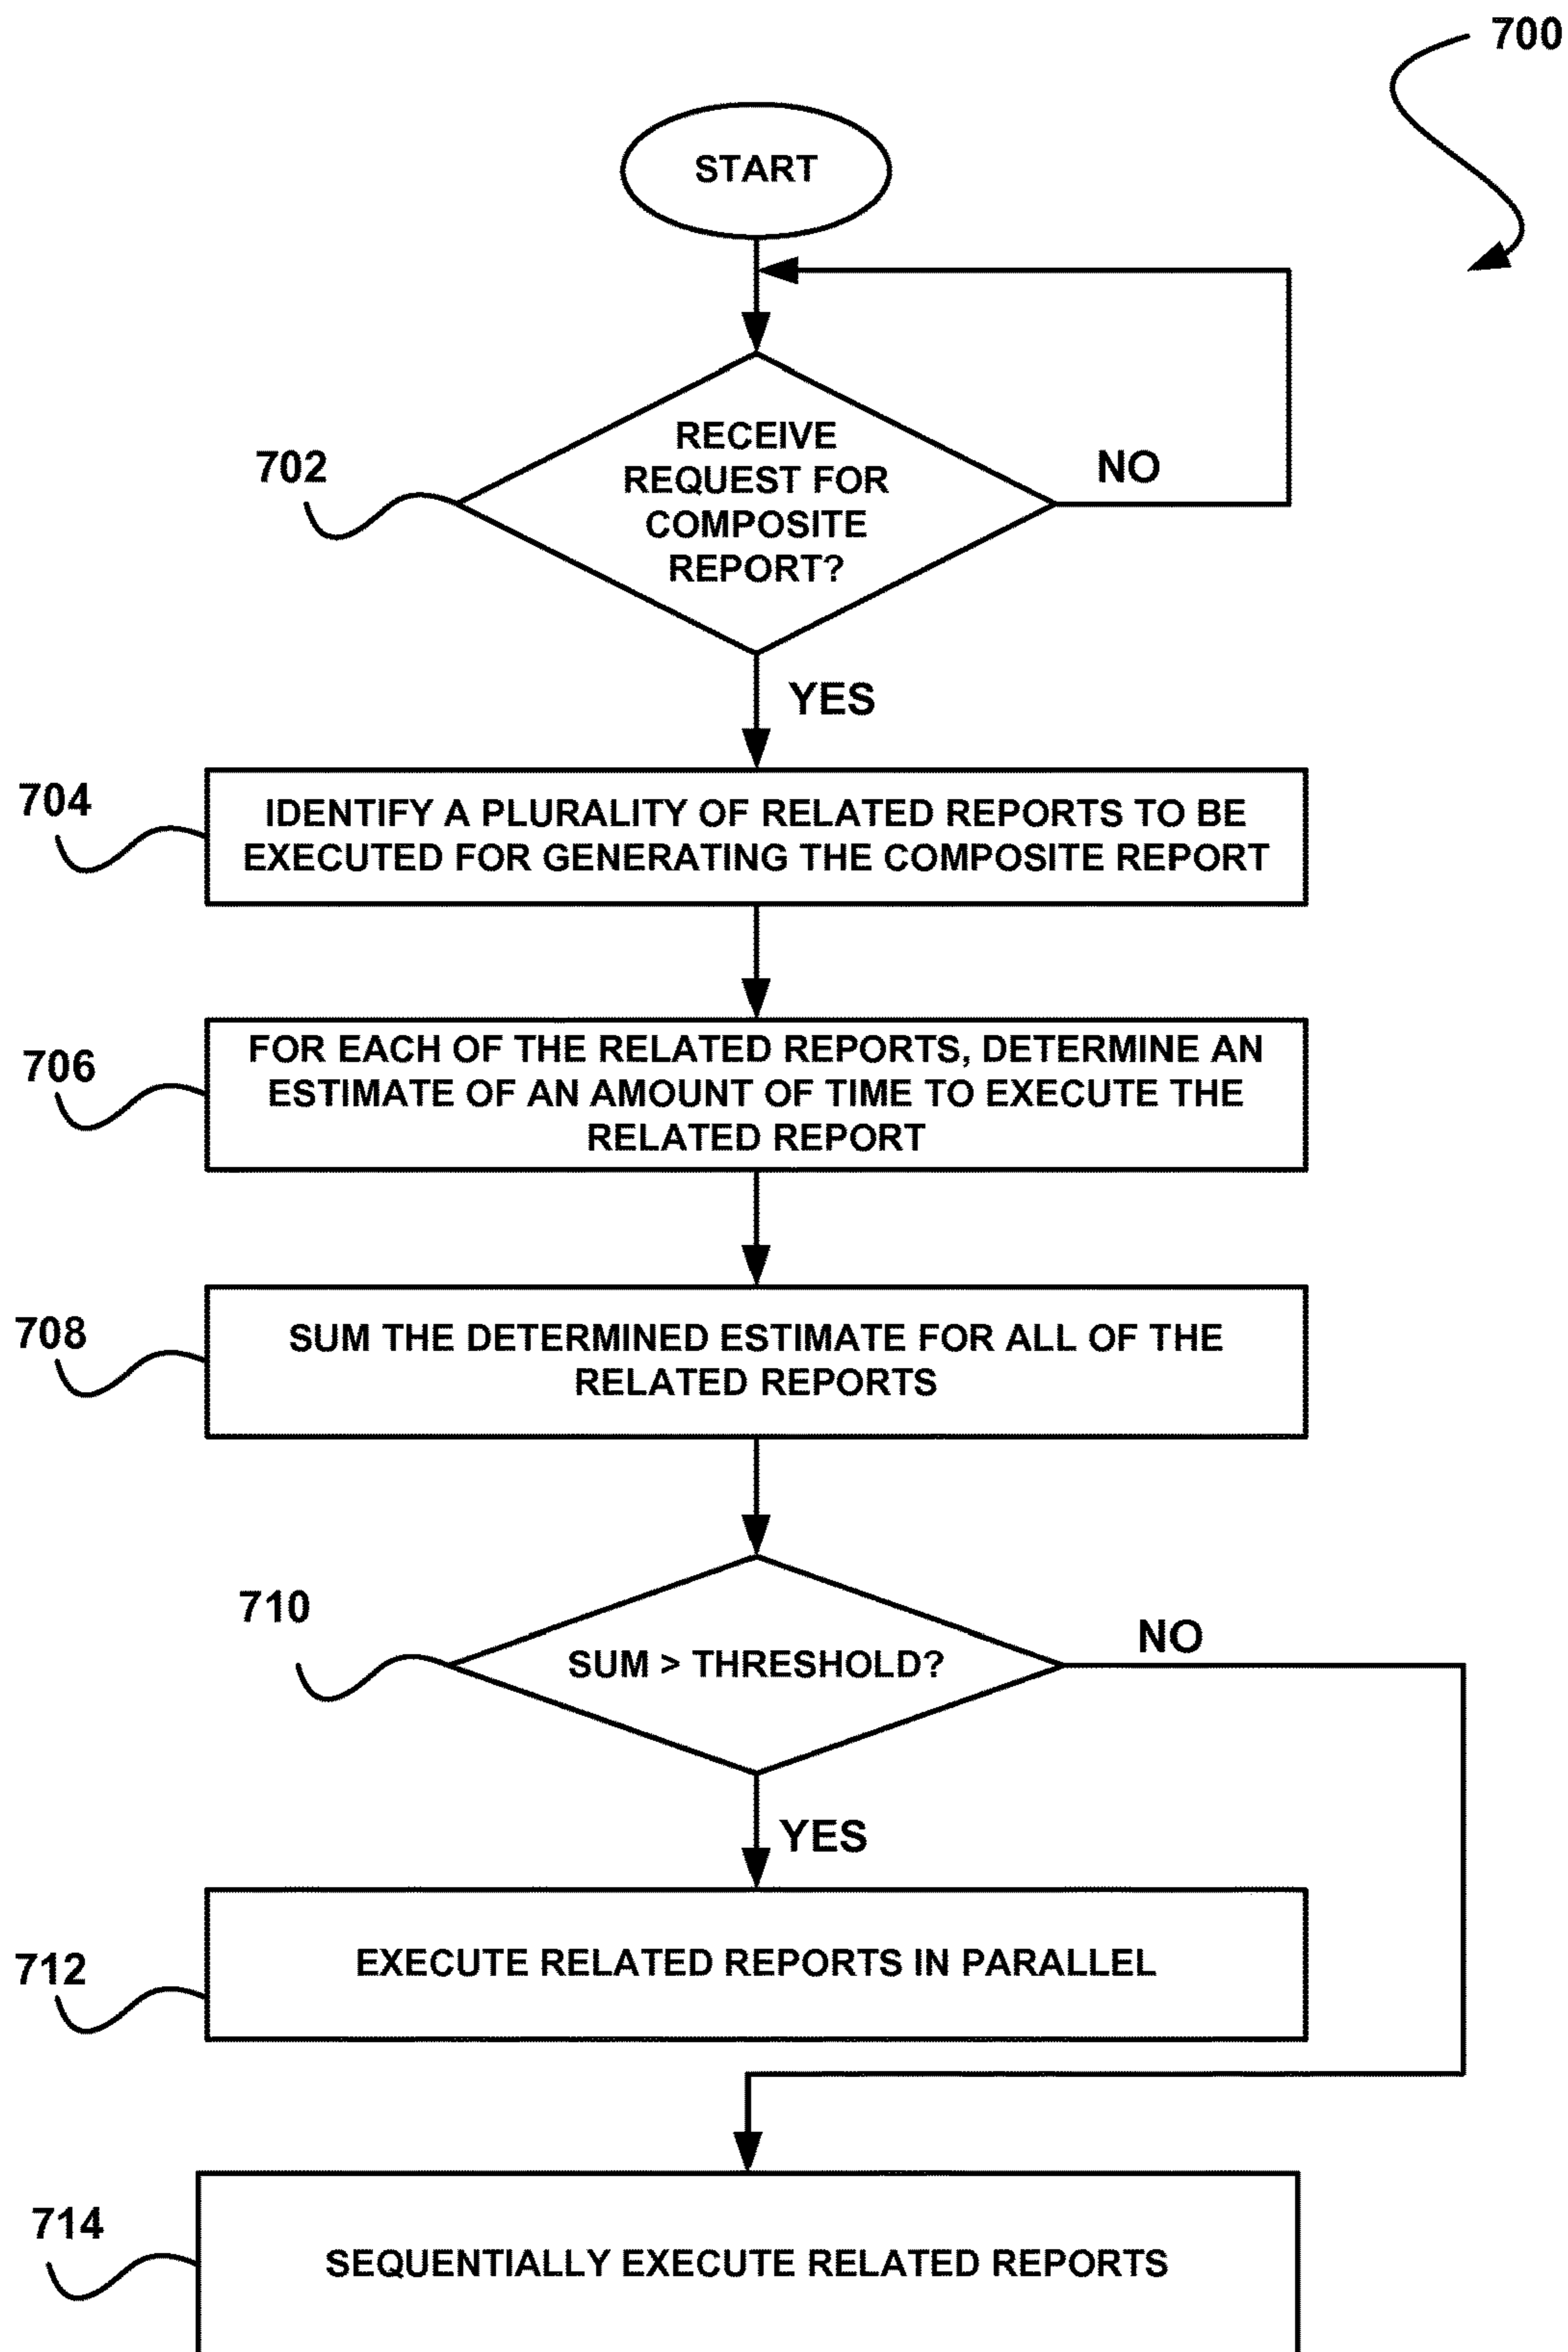 700
START
702
RECEIVE
REQUEST FOR
COMPOSITE
REPORT?
NO
YES
704
IDENTIFY A PLURALITY OF RELATED REPORTS TO BE
EXECUTED FOR GENERATING THE COMPOSITE REPORT
706
FOR EACH OF THE RELATED REPORTS, DETERMINE AN
ESTIMATE OF AN AMOUNT OF TIME TO EXECUTE THE
RELATED REPORT
708
SUM THE DETERMINED ESTIMATE FOR ALL OF THE
RELATED REPORTS
710
SUM > THRESHOLD?
NO
YES
712
EXECUTE RELATED REPORTS IN PARALLEL
714
SEQUENTIALLY EXECUTE RELATED REPORTS